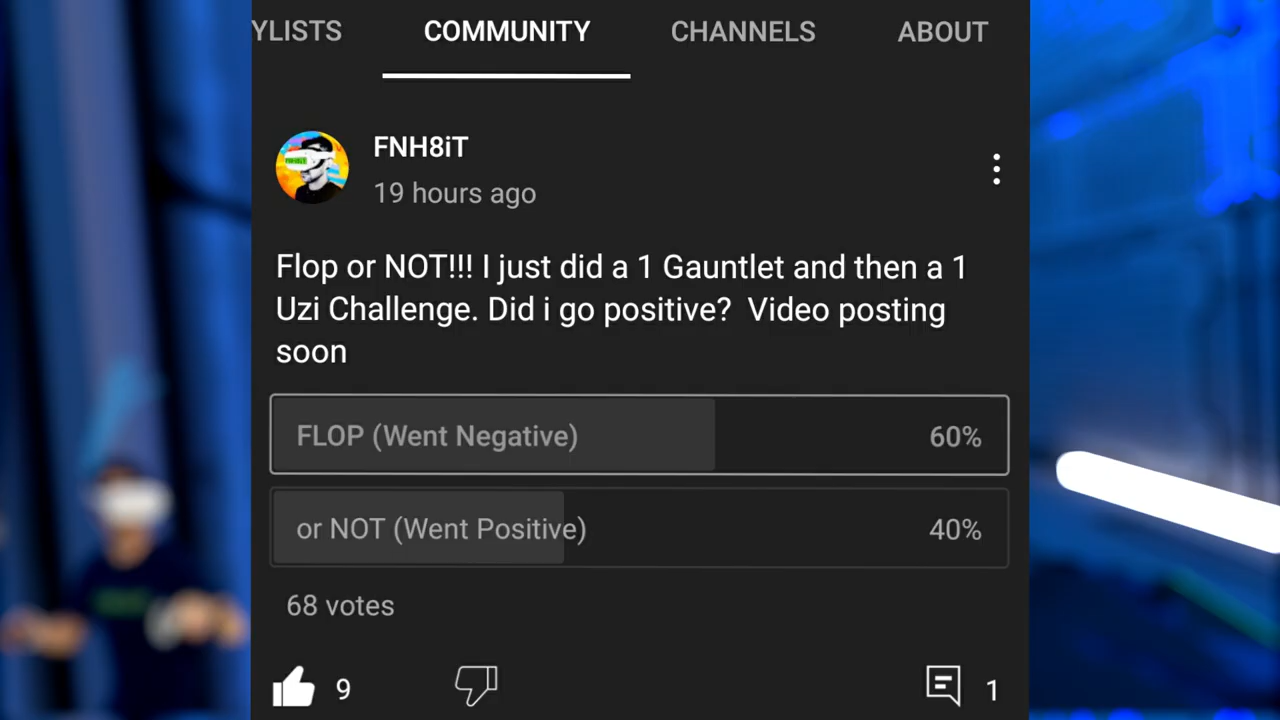 YLISTS COMMUNITY CHANNELS ABOUT
FNH8iT
19 hours ago
Flop or NOT!!! I just did a 1 Gauntlet and then a 1
Uzi Challenge. Did i go positive?  Video posting
soon
FLOP (Went Negative) 60%
or NOT (Went Positive) 40%
68 votes
9 1